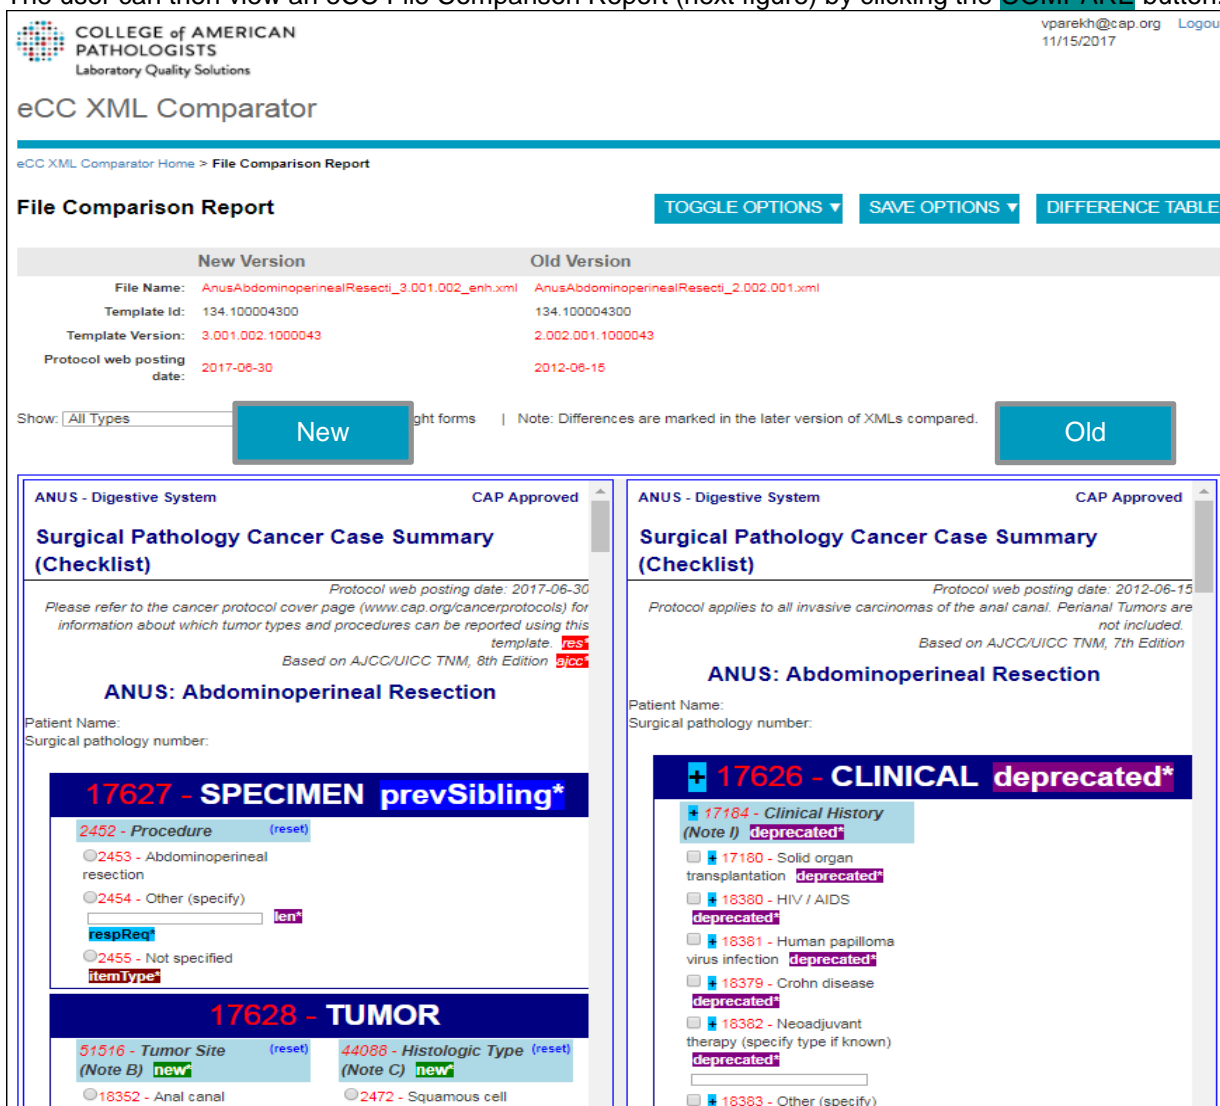 The user can then view an eCC File Comparison Report (next figure) by clicking the COMPARE button.
COLLEGE of AMERICAN
PATHOLOGISTS
Laboratory Quality Solutions
vparekh@cap.org Logou
11/15/2017
eCC XML Comparator
eCC XML Comparator Home > File Comparison Report
File Comparison Report
TOGGLE OPTIONS ▼ SAVE OPTIONS ▼ DIFFERENCE TABLE
New Version Old Version
File Name: AnusAbdominoperinealResecti_3.001.002_enh.xml AnusAbdominoperinealResecti_2.002.001.xml
Template Id: 134.100004300 134.100004300
Template Version: 3.001.002.1000043 2.002.001.1000043
Protocol web posting
date: 2017-06-30 2012-06-15
Show: All Types ght forms | Note: Differences are marked in the later version of XMLs compared.
New
Old
ANUS - Digestive System CAP Approved
Surgical Pathology Cancer Case Summary
(Checklist)
Protocol web posting date: 2017-06-30
Please refer to the cancer protocol cover page (www.cap.org/cancerprotocols) for
information about which tumor types and procedures can be reported using this
template. res*
Based on AJCC/UICC TNM, 8th Edition ajcc*
ANUS: Abdominoperineal Resection
Patient Name:
Surgical pathology number:
17627 - SPECIMEN prevSibling*
2452 - Procedure (reset)
2453 - Abdominoperineal
resection
2454 - Other (specify)
len*
respReq*
2455 - Not specified
itemType*
17628 - TUMOR
51516 - Tumor Site (reset)
(Note B) new*
18352 - Anal canal
44088 - Histologic Type (reset)
(Note C) new*
2472 - Squamous cell
ANUS - Digestive System CAP Approved
Surgical Pathology Cancer Case Summary
(Checklist)
Protocol web posting date: 2012-06-15
Protocol applies to all invasive carcinomas of the anal canal. Perianal Tumors are
not included.
Based on AJCC/UICC TNM, 7th Edition
ANUS: Abdominoperineal Resection
Patient Name:
Surgical pathology number:
+ 17626 - CLINICAL deprecated*
+ 17184 - Clinical History
(Note I) deprecated*
+ 17180 - Solid organ
transplantation deprecated*
+ 18380 - HIV / AIDS
deprecated*
+ 18381 - Human papilloma
virus infection deprecated*
+ 18379 - Crohn disease
deprecated*
+ 18382 - Neoadjuvant
therapy (specify type if known)
deprecated*
+ 18383 - Other (specify)